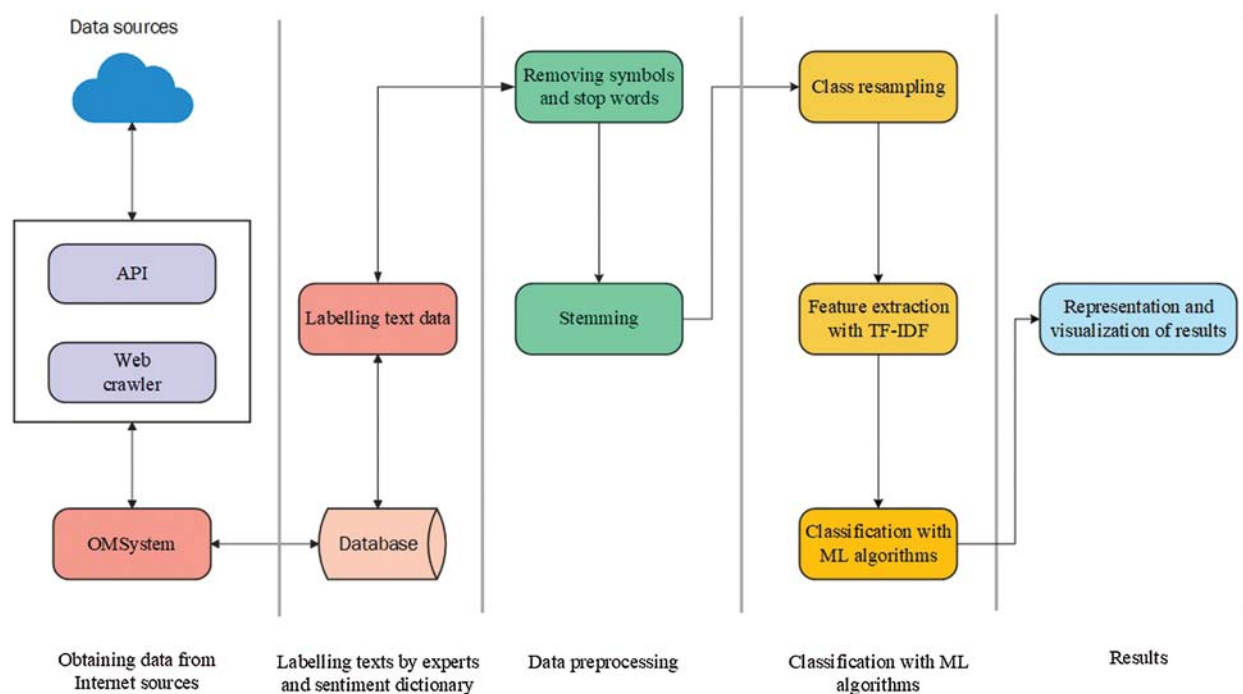 Data sources
API
Web
crawler
OMSystem
Labelling text data
Database
Removing symbols
and stop words
Stemming
Class resampling
Feature extraction
with TF-IDF
Classification with
ML algorithms
Representation and
visualization of results
Obtaining data from
Internet sources
Labelling texts by experts
and sentiment dictionary
Data preprocessing
Classification with ML
algorithms
Results